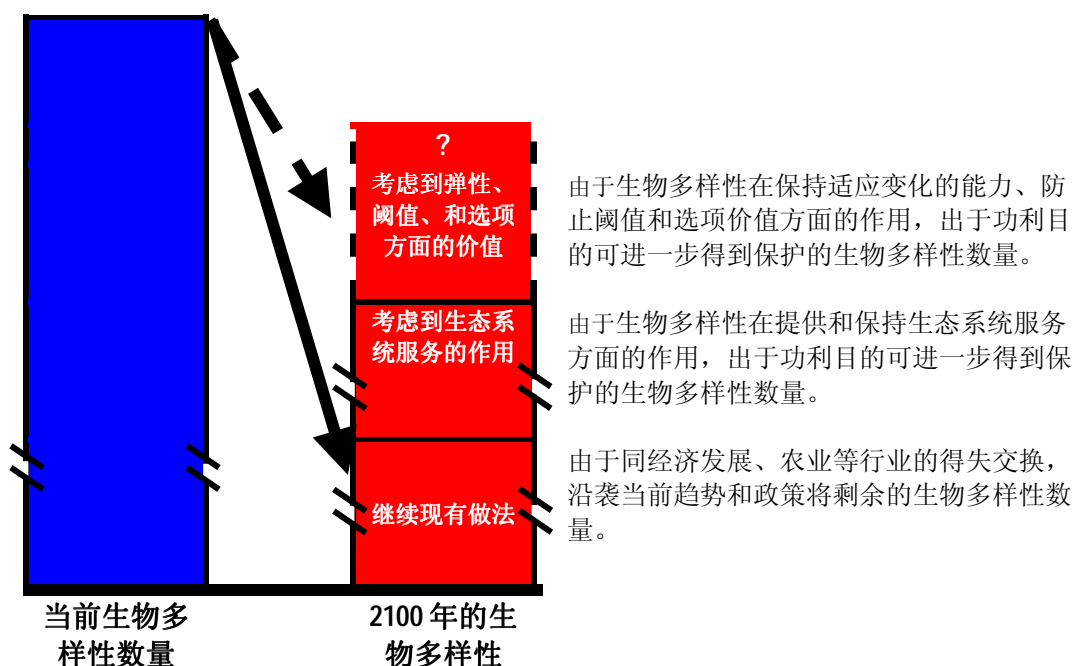 ?
考虑到弹性、
阈值、和选项
方面的价值
由于生物多样性在保持适应变化的能力、防
止阈值和选项价值方面的作用，出于功利目
的可进一步得到保护的生物多样性数量。
考虑到生态系
统服务的作用
由于生物多样性在提供和保持生态系统服务
方面的作用，出于功利目的可进一步得到保
护的生物多样性数量。
继续现有做法
由于同经济发展、农业等行业的得失交换，
沿袭当前趋势和政策将剩余的生物多样性数
量。
当前生物多
样性数量
2100 年的生
物多样性